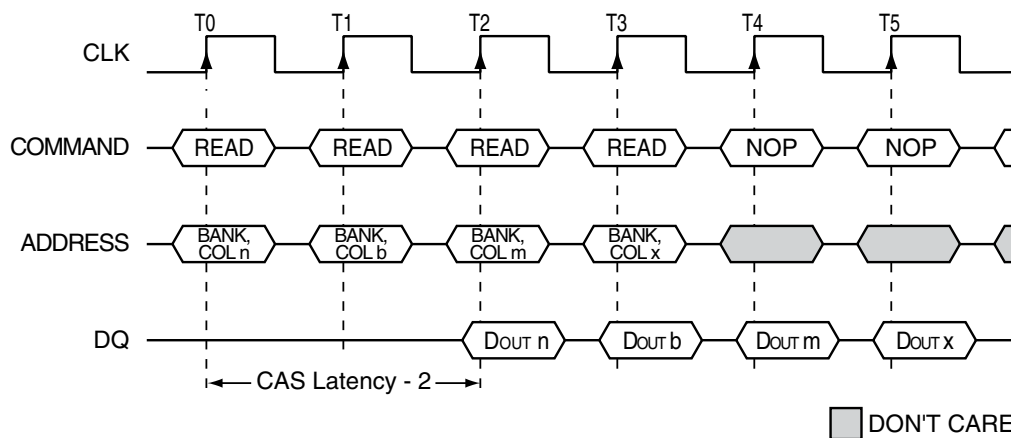 T0 T1 T2 T3 T4 T5
CLK
COMMAND READ READ READ READ NOP NOP
ADDRESS BANK, COL n BANK, COL b BANK, COL m BANK, COL x
DQ DOUT n DOUT b DOUT m DOUT x
CAS Latency - 2
DON'T CARE